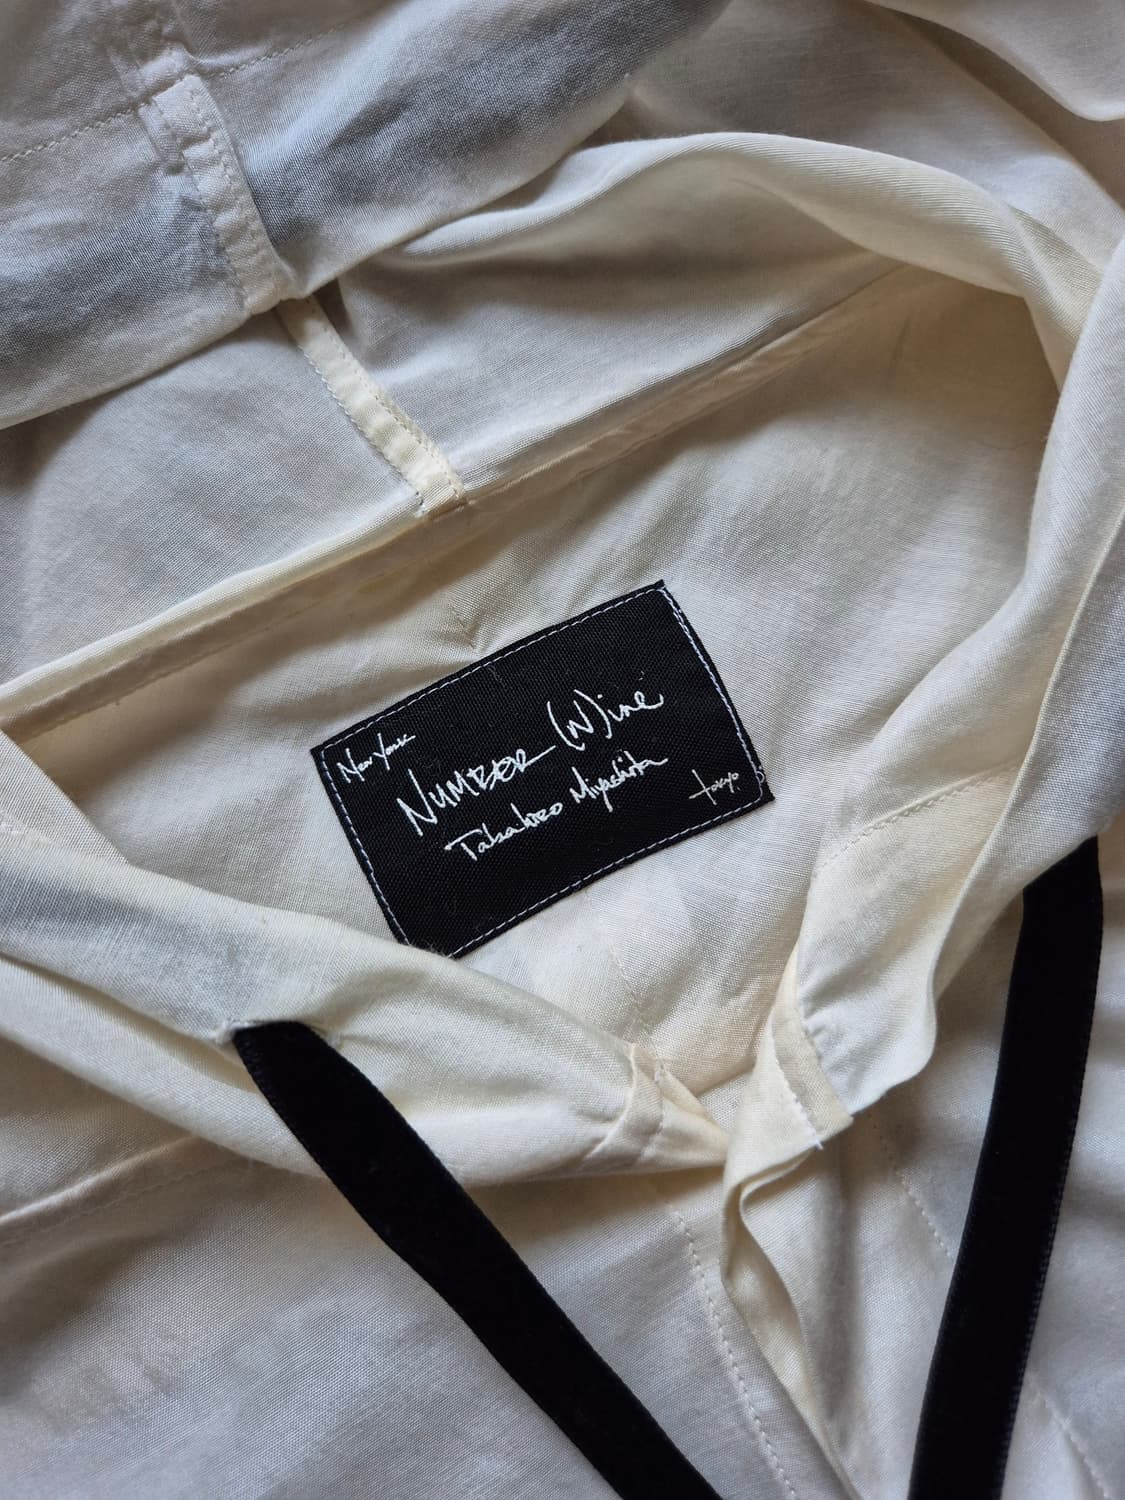 New York
NUMBER (N)ine
Takahiro Miyashita
tokyo